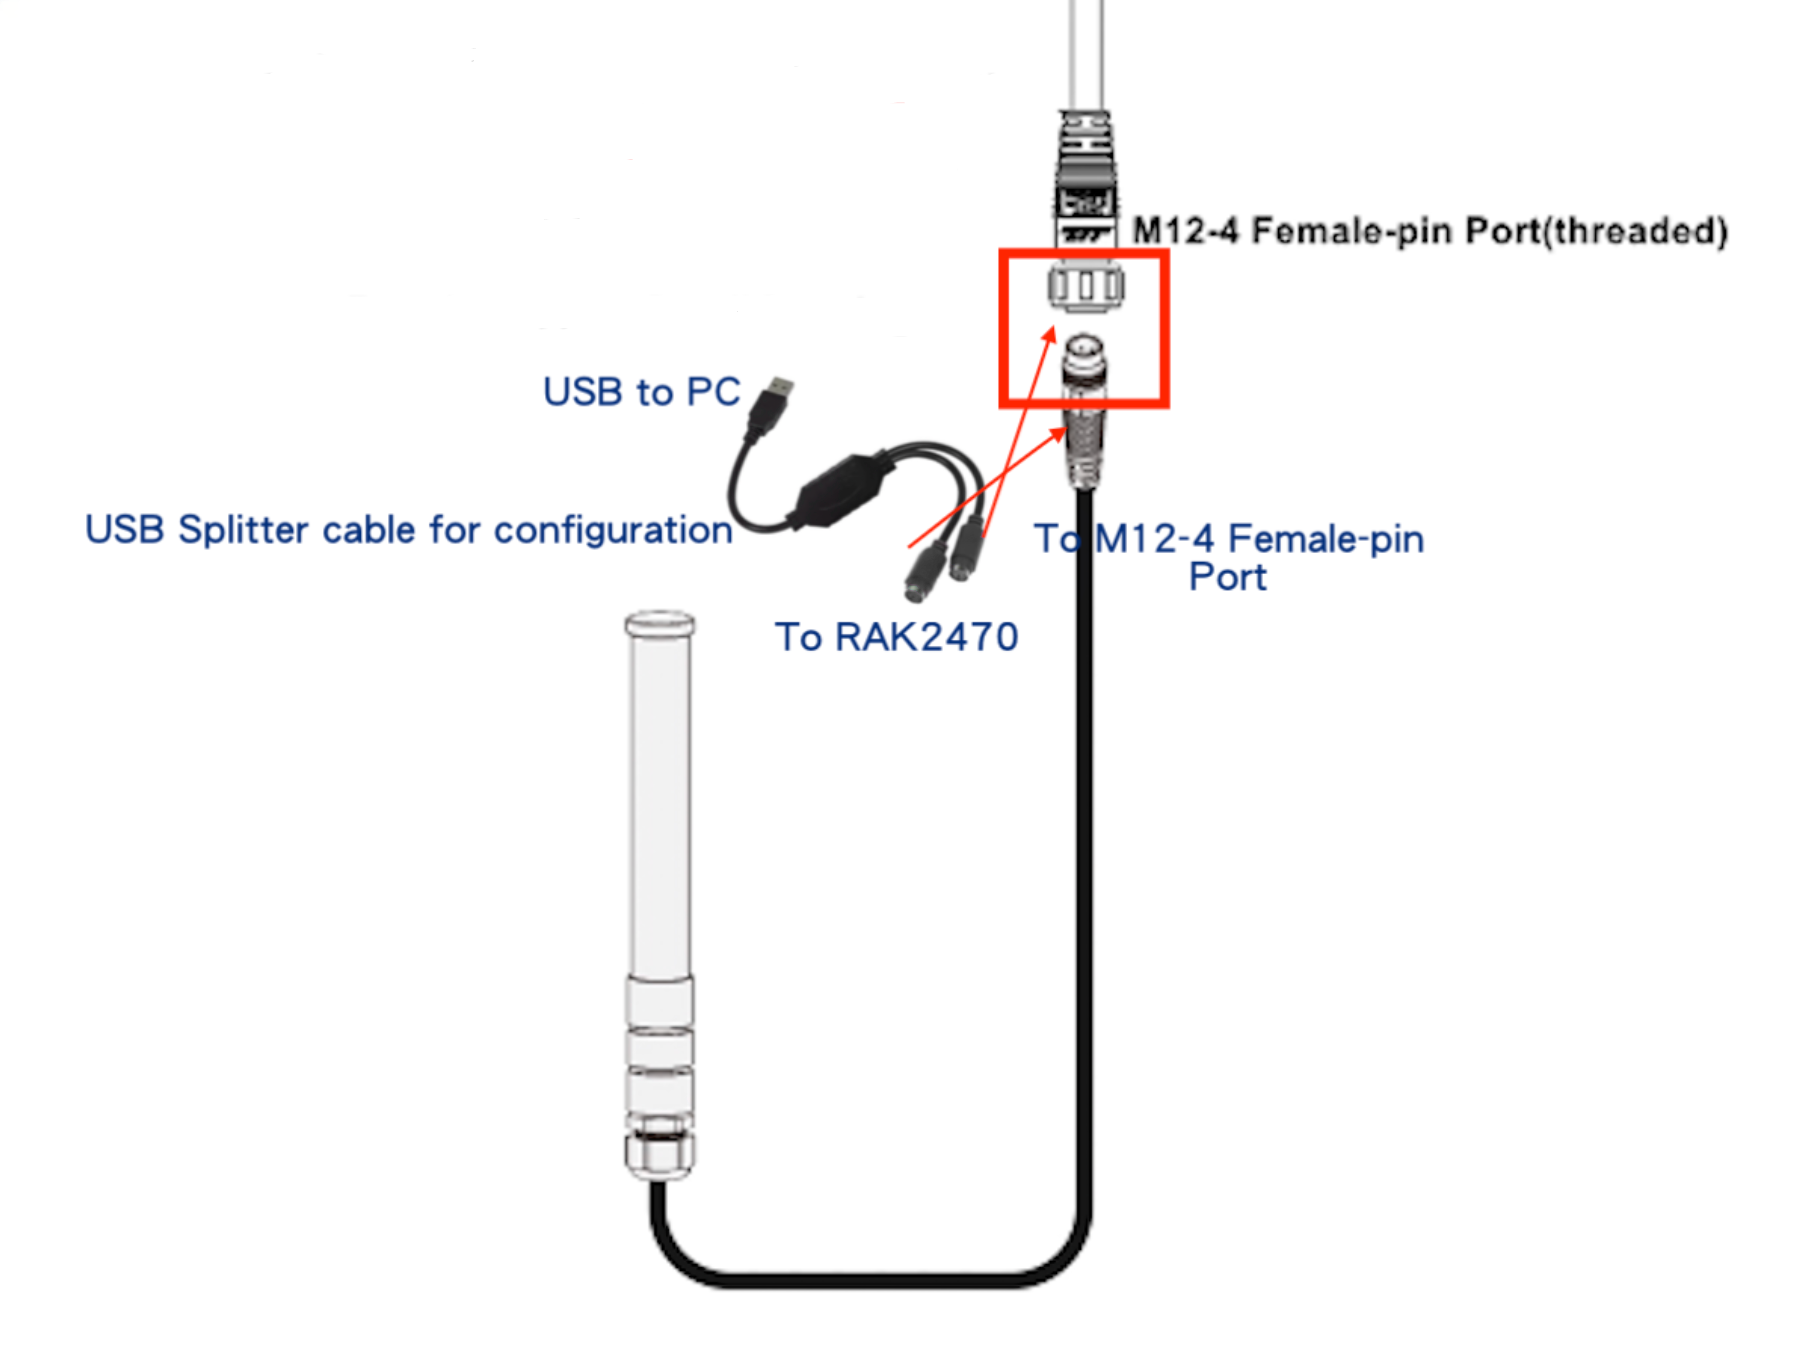 M12-4 Female-pin Port(threaded)
USB to PC
USB Splitter cable for configuration
To M12-4 Female-pin
Port
To RAK2470